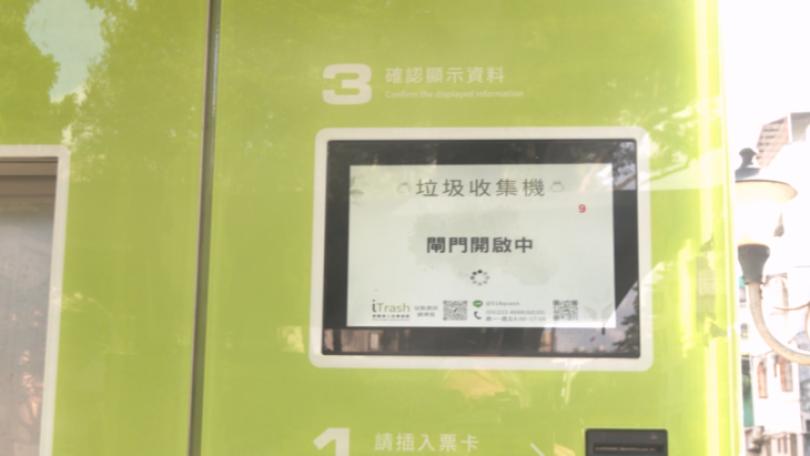 3 確認顯示資料
Confirm the displayed information
垃圾收集機
9
閘門開啟中
iTrash
1 請插入票卡